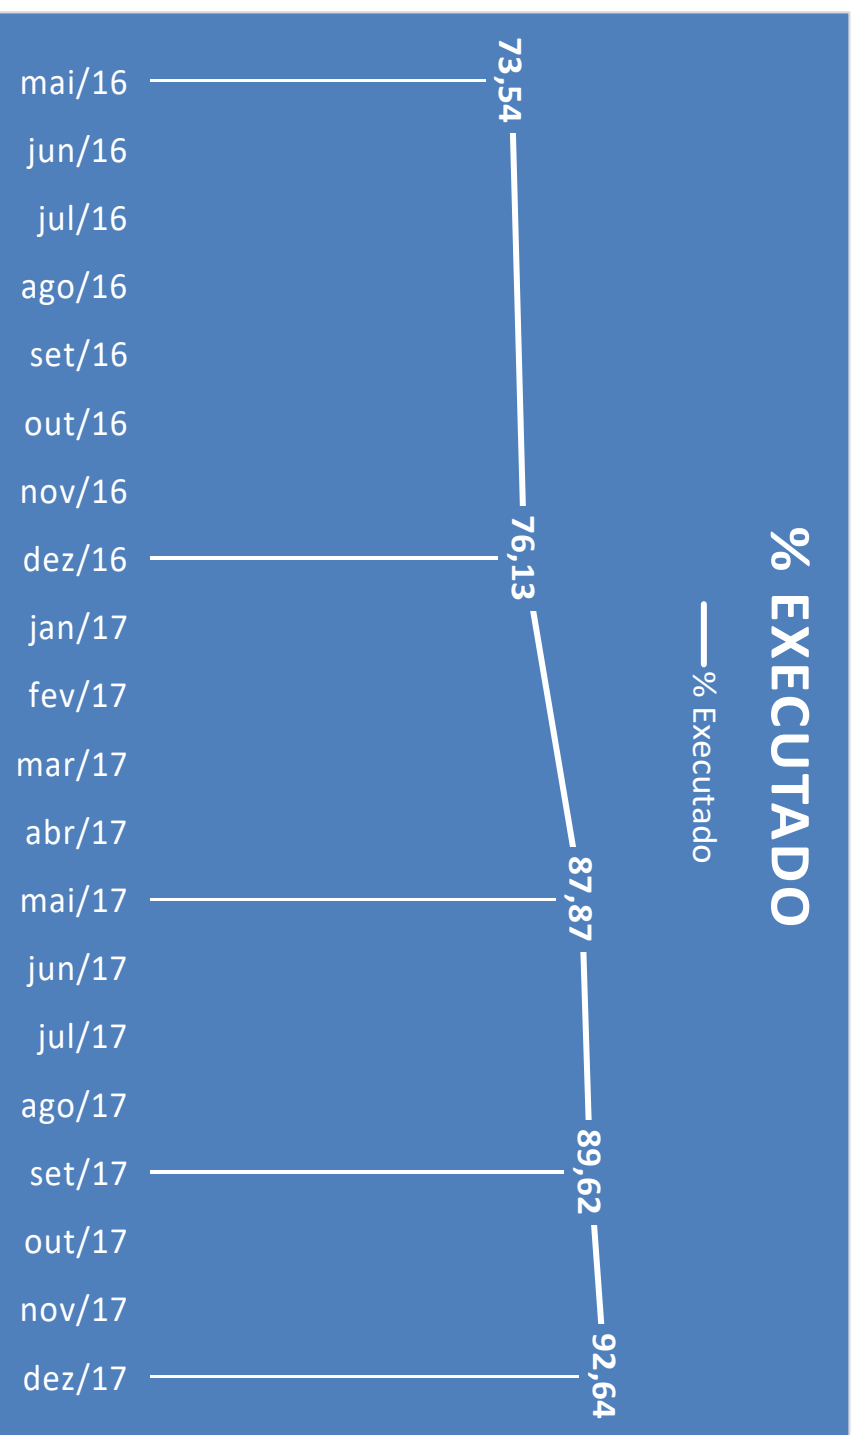 % EXECUTADO
% Executado
73,54
76,13
87,87
89,62
92,64
mai/16
jun/16
jul/16
ago/16
set/16
out/16
nov/16
dez/16
jan/17
fev/17
mar/17
abr/17
mai/17
jun/17
jul/17
ago/17
set/17
out/17
nov/17
dez/17